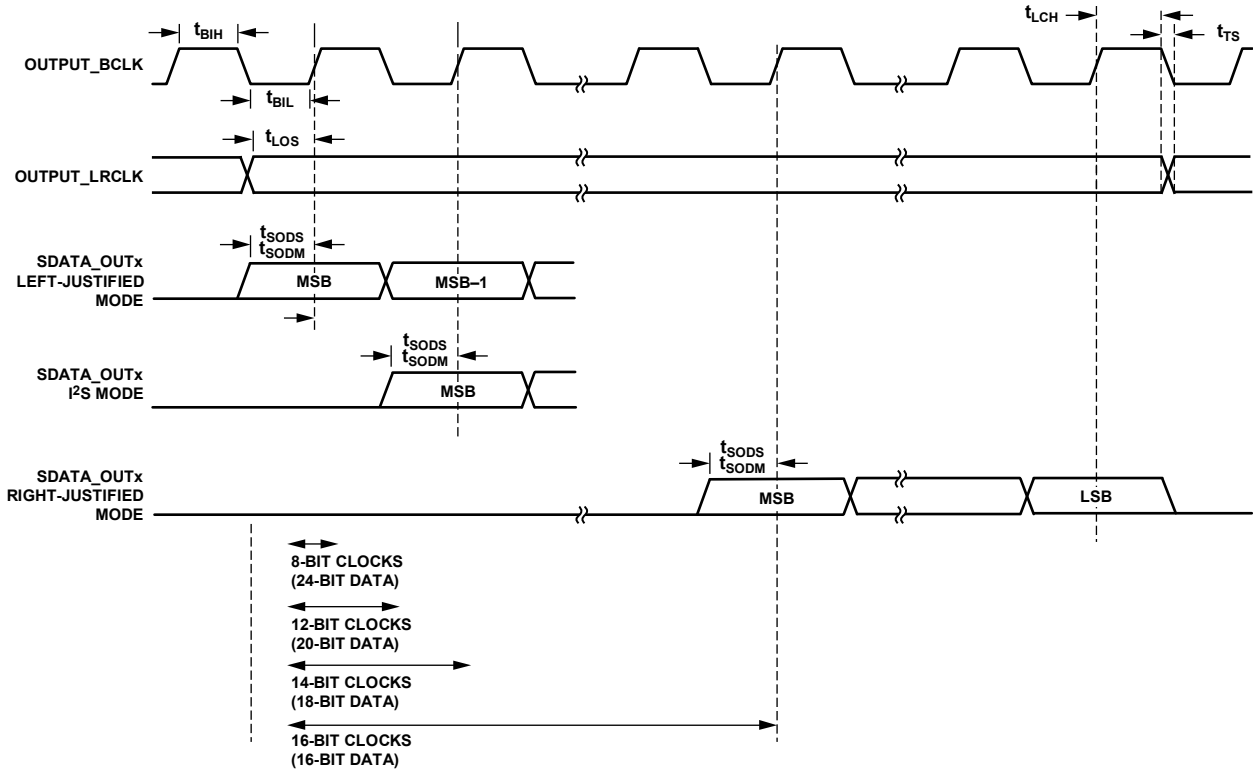 tBIH
tLCH
tTS
OUTPUT_BCLK
tBIL
tLOS
OUTPUT_LRCLK
tSODS
tSODM
SDATA_OUTx
LEFT-JUSTIFIED
MODE
MSB
MSB–1
tSODS
tSODM
SDATA_OUTx
I2S MODE
MSB
tSODS
tSODM
SDATA_OUTx
RIGHT-JUSTIFIED
MODE
MSB
LSB
8-BIT CLOCKS
(24-BIT DATA)
12-BIT CLOCKS
(20-BIT DATA)
14-BIT CLOCKS
(18-BIT DATA)
16-BIT CLOCKS
(16-BIT DATA)